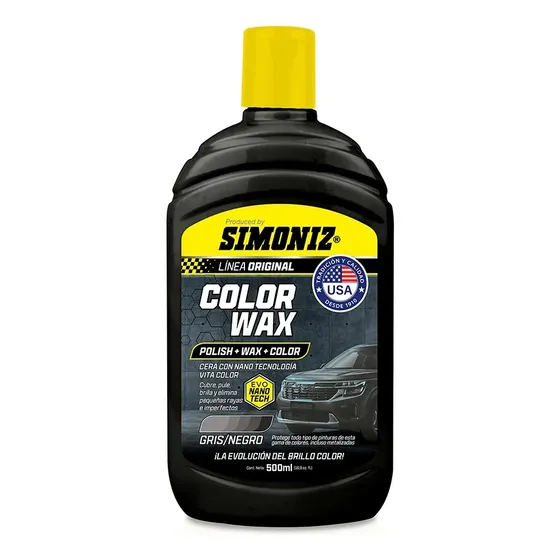 Produced by
SIMONIZ®
LÍNEA ORIGINAL
TRADICIÓN Y CALIDAD
USA
DESDE 1910
COLOR
WAX
POLISH + WAX + COLOR
CERA CON NANO TECNOLOGÍA
VITA COLOR
Cubre, pule,
brilla y elimina
pequeñas rayas
e imperfectos
EVO
NANO
TECH
GRIS/NEGRO
Protege todo tipo de pinturas de esta
gama de colores, incluso metalizadas
¡LA EVOLUCIÓN DEL BRILLO COLOR!
Cont. Neto: 500ml